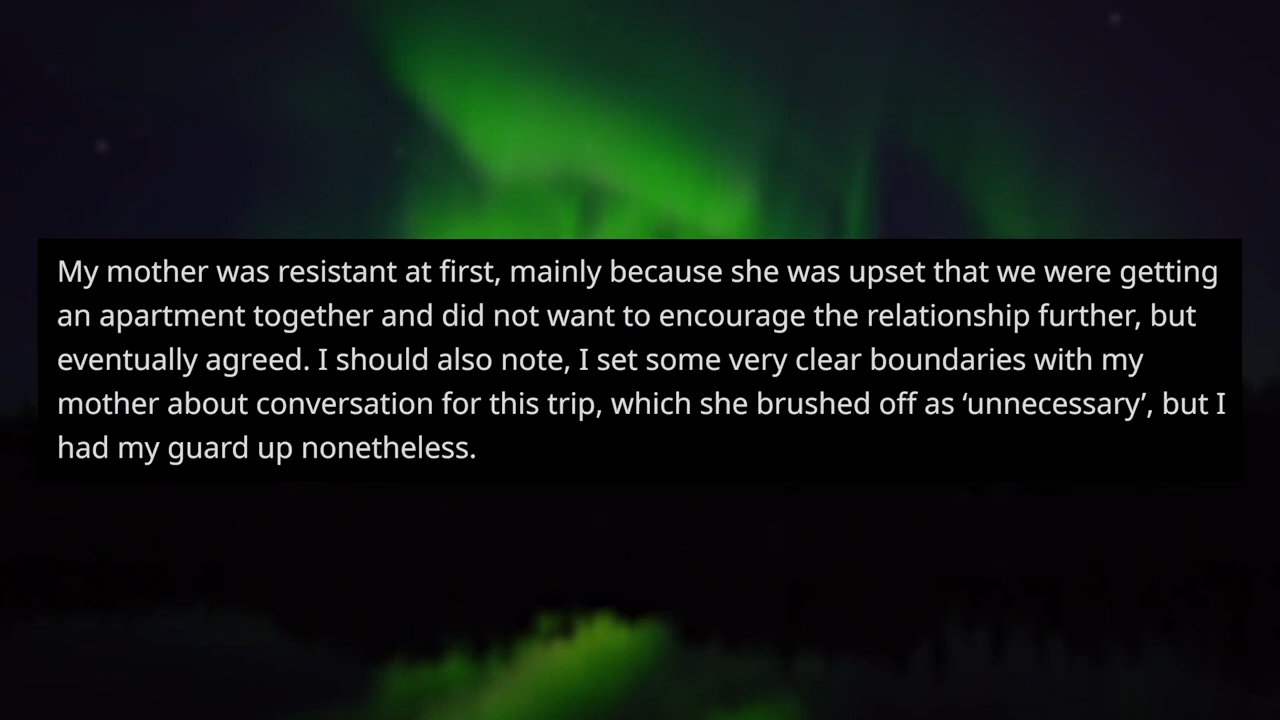 My mother was resistant at first, mainly because she was upset that we were getting
an apartment together and did not want to encourage the relationship further, but
eventually agreed. I should also note, I set some very clear boundaries with my
mother about conversation for this trip, which she brushed off as ‘unnecessary’, but I
had my guard up nonetheless.